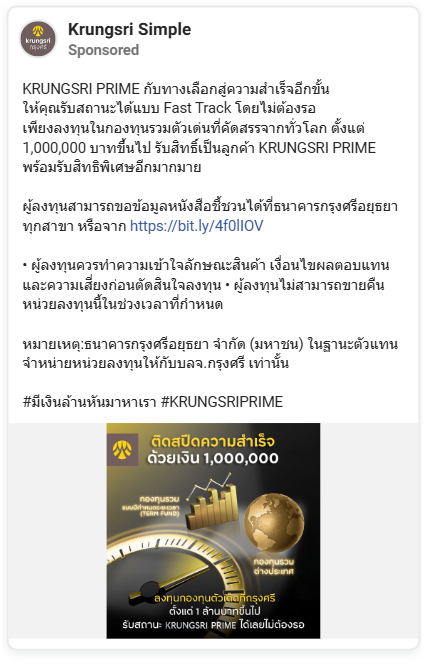 Krungsri Simple
Sponsored
KRUNGSRI PRIME กับทางเลือกสู่ความสำเร็จอีกขั้น
ให้คุณรับสถานะได้แบบ Fast Track โดยไม่ต้องรอ
เพียงลงทุนในกองทุนรวมตัวเด่นที่คัดสรรจากทั่วโลก ตั้งแต่
1,000,000 บาทขึ้นไป รับสิทธิ์เป็นลูกค้า KRUNGSRI PRIME
พร้อมรับสิทธิพิเศษอีกมากมาย
ผู้ลงทุนสามารถขอข้อมูลหนังสือชี้ชวนได้ที่ธนาคารกรุงศรีอยุธยา
ทุกสาขา หรือจาก https://bit.ly/4f0lIOV
• ผู้ลงทุนควรทำความเข้าใจลักษณะสินค้า เงื่อนไขผลตอบแทน
และความเสี่ยงก่อนตัดสินใจลงทุน • ผู้ลงทุนไม่สามารถขายคืน
หน่วยลงทุนนี้ในช่วงเวลาที่กำหนด
หมายเหตุ:ธนาคารกรุงศรีอยุธยา จำกัด (มหาชน) ในฐานะตัวแทน
จำหน่ายหน่วยลงทุนให้กับบลจ.กรุงศรี เท่านั้น
#มีเงินล้านหันมาหาเรา #KRUNGSRIPRIME
krungsri
กรุงศรี
ติดสปีดความสำเร็จ
ด้วยเงิน 1,000,000
กองทุนรวม
แบบมีกำหนดระยะเวลา
(TERM FUND)
กองทุนรวม
ต่างประเทศ
ลงทุนกองทุนตัวเด็ดที่กรุงศรี
ตั้งแต่ 1 ล้านบาทขึ้นไป
รับสถานะ KRUNGSRI PRIME ได้เลยไม่ต้องรอ